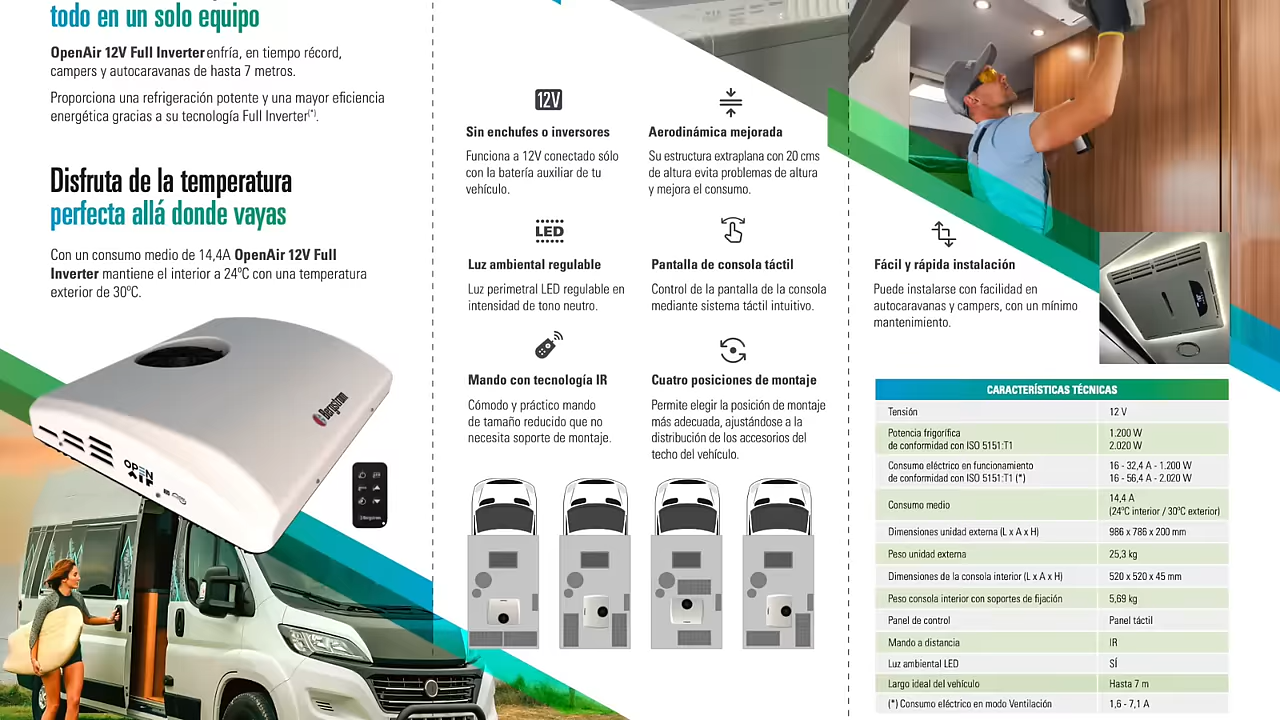 todo en un solo equipo
OpenAir 12V Full Inverter enfría, en tiempo récord,
campers y autocaravanas de hasta 7 metros.
Proporciona una refrigeración potente y una mayor eficiencia
energética gracias a su tecnología Full Inverter(*).
Disfruta de la temperatura
perfecta allá donde vayas
Con un consumo medio de 14,4A OpenAir 12V Full
Inverter mantiene el interior a 24ºC con una temperatura
exterior de 30ºC.
Bergstrom
OPEN
AIR
Bergstrom
12V
Sin enchufes o inversores
Funciona a 12V conectado sólo
con la batería auxiliar de tu
vehículo.
Aerodinámica mejorada
Su estructura extraplana con 20 cms
de altura evita problemas de altura
y mejora el consumo.
LED
Luz ambiental regulable
Luz perimetral LED regulable en
intensidad de tono neutro.
Pantalla de consola táctil
Control de la pantalla de la consola
mediante sistema táctil intuitivo.
Mando con tecnología IR
Cómodo y práctico mando
de tamaño reducido que no
necesita soporte de montaje.
Cuatro posiciones de montaje
Permite elegir la posición de montaje
más adecuada, ajustándose a la
distribución de los accesorios del
techo del vehículo.
Fácil y rápida instalación
Puede instalarse con facilidad en
autocaravanas y campers, con un mínimo
mantenimiento.
CARACTERÍSTICAS TÉCNICAS
Tensión 12 V
Potencia frigorífica 1.200 W
de conformidad con ISO 5151:T1 2.020 W
Consumo eléctrico en funcionamiento 16 - 32,4 A - 1.200 W
de conformidad con ISO 5151:T1 (*) 16 - 56,4 A - 2.020 W
Consumo medio 14,4 A
(24ºC interior / 30ºC exterior)
Dimensiones unidad externa (L x A x H) 986 x 786 x 200 mm
Peso unidad externa 25,3 kg
Dimensiones de la consola interior (L x A x H) 520 x 520 x 45 mm
Peso consola interior con soportes de fijación 5,69 kg
Panel de control Panel táctil
Mando a distancia IR
Luz ambiental LED SÍ
Largo ideal del vehículo Hasta 7 m
(*) Consumo eléctrico en modo Ventilación 1,6 - 7,1 A